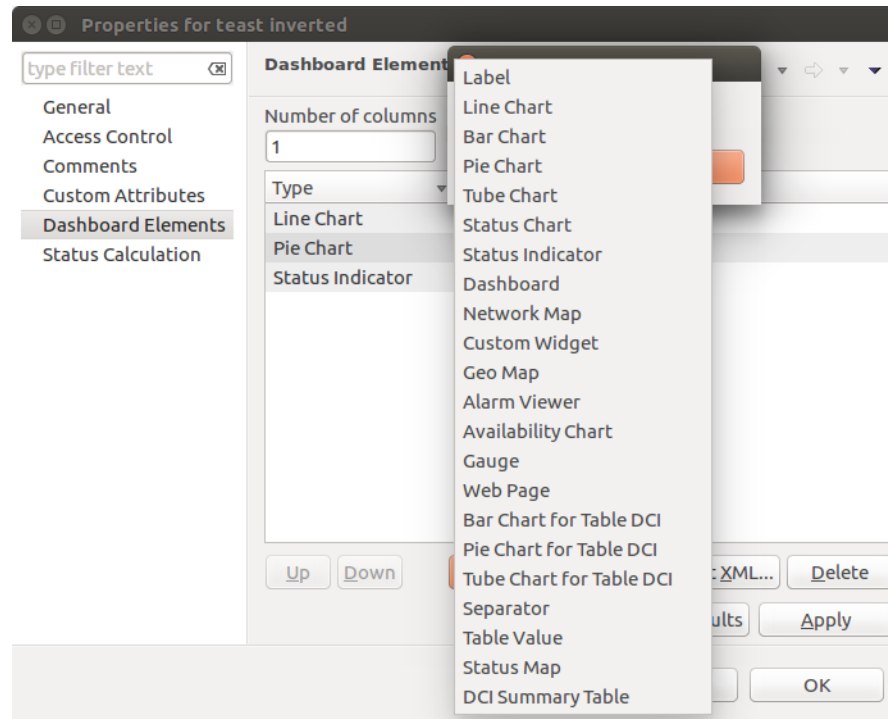 Properties for teast inverted
type filter text
General
Access Control
Comments
Custom Attributes
Dashboard Elements
Status Calculation
Dashboard Element
Number of columns
1
Type
Line Chart
Pie Chart
Status Indicator
Label
Line Chart
Bar Chart
Pie Chart
Tube Chart
Status Chart
Status Indicator
Dashboard
Network Map
Custom Widget
Geo Map
Alarm Viewer
Availability Chart
Gauge
Web Page
Bar Chart for Table DCI
Pie Chart for Table DCI
Tube Chart for Table DCI
Separator
Table Value
Status Map
DCI Summary Table
Up
Down
XML...
Delete
ults
Apply
OK